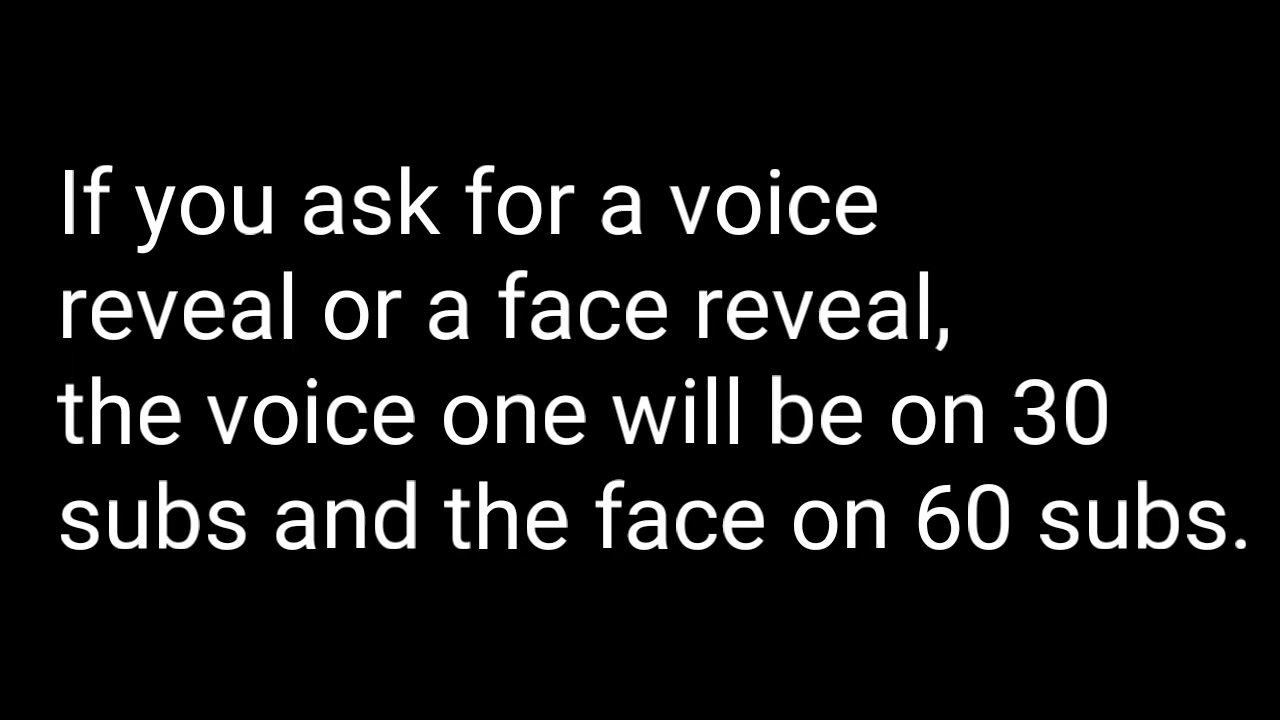 If you ask for a voice
reveal or a face reveal,
the voice one will be on 30
subs and the face on 60 subs.